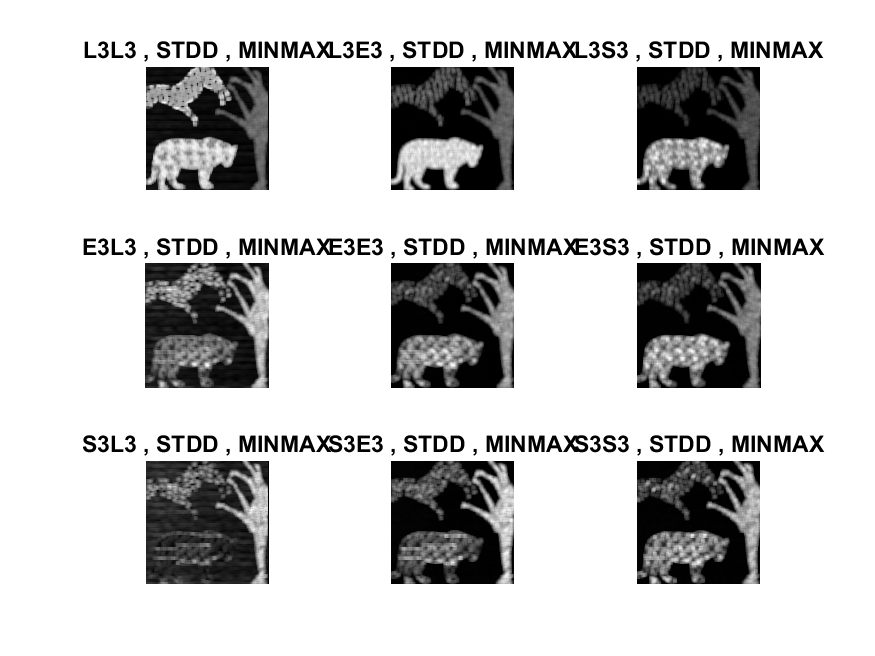 L3L3 , STDD , MINMAX L3E3 , STDD , MINMAX L3S3 , STDD , MINMAX
E3L3 , STDD , MINMAX E3E3 , STDD , MINMAX E3S3 , STDD , MINMAX
S3L3 , STDD , MINMAX S3E3 , STDD , MINMAX S3S3 , STDD , MINMAX